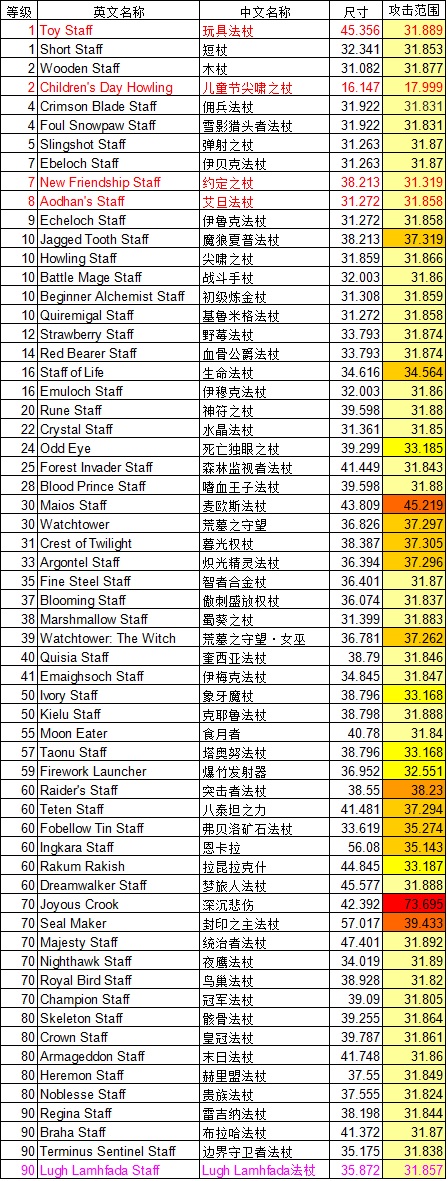 等级 英文名称 中文名称 尺寸 攻击范围
1 Toy Staff 玩具法杖 45.356 31.889
1 Short Staff 短杖 32.341 31.853
2 Wooden Staff 木杖 31.082 31.877
2 Children's Day Howling 儿童节尖啸之杖 16.147 17.999
4 Crimson Blade Staff 佣兵法杖 31.922 31.831
4 Foul Snowpaw Staff 雪影猎头者法杖 31.922 31.831
5 Slingshot Staff 弹射之杖 31.263 31.87
7 Ebeloch Staff 伊贝克法杖 31.263 31.87
7 New Friendship Staff 约定之杖 38.213 31.319
8 Aodhan's Staff 艾旦法杖 31.272 31.858
9 Echeloch Staff 伊鲁克法杖 31.272 31.858
10 Jagged Tooth Staff 魔狼夏普法杖 38.213 37.319
10 Howling Staff 尖啸之杖 31.859 31.866
10 Battle Mage Staff 战斗手杖 32.003 31.86
10 Beginner Alchemist Staff 初级炼金杖 31.308 31.859
10 Quiremigal Staff 基鲁米格法杖 31.272 31.858
12 Strawberry Staff 野莓法杖 33.793 31.874
14 Red Bearer Staff 血骨公爵法杖 33.793 31.874
16 Staff of Life 生命法杖 34.616 34.564
16 Emuloch Staff 伊穆克法杖 32.003 31.86
20 Rune Staff 神符之杖 39.598 31.88
22 Crystal Staff 水晶法杖 31.361 31.85
24 Odd Eye 死亡独眼之杖 39.299 33.185
25 Forest Invader Staff 森林监视者法杖 41.449 31.843
28 Blood Prince Staff 嗜血王子法杖 39.598 31.88
30 Maios Staff 麦欧斯法杖 43.809 45.219
30 Watchtower 荒墓之守望 36.826 37.297
31 Crest of Twilight 暮光权杖 38.387 37.305
33 Argontel Staff 炽光精灵法杖 36.394 37.296
35 Fine Steel Staff 智者合金杖 36.401 31.87
37 Blooming Staff 傲刺盛放权杖 36.074 31.837
38 Marshmallow Staff 蜀葵之杖 31.399 31.883
39 Watchtower: The Witch 荒墓之守望·女巫 36.781 37.262
40 Quisia Staff 奎西亚法杖 38.79 31.846
41 Emaighsoch Staff 伊梅克法杖 34.845 31.847
50 Ivory Staff 象牙魔杖 38.796 33.168
50 Kielu Staff 克耶鲁法杖 38.798 31.888
55 Moon Eater 食月者 40.78 31.84
57 Taonu Staff 塔奥努法杖 38.796 33.168
59 Firework Launcher 爆竹发射器 36.952 32.551
60 Raider's Staff 突击者法杖 38.55 38.23
60 Teten Staff 八泰坦之力 41.481 37.294
60 Fobellow Tin Staff 弗贝洛矿石法杖 33.619 35.274
60 Ingkara Staff 恩卡拉 56.08 35.143
60 Rakum Rakish 拉昆拉克什 44.845 33.187
60 Dreamwalker Staff 梦旅人法杖 45.577 31.888
70 Joyous Crook 深沉悲伤 42.392 73.695
70 Seal Maker 封印之主法杖 57.017 39.433
70 Majesty Staff 统治者法杖 47.401 31.892
70 Nighthawk Staff 夜鹰法杖 34.019 31.89
70 Royal Bird Staff 鸟巢法杖 38.928 31.82
70 Champion Staff 冠军法杖 39.09 31.805
80 Skeleton Staff 骸骨法杖 39.255 31.864
80 Crown Staff 皇冠法杖 39.787 31.861
80 Armageddon Staff 末日法杖 41.748 31.86
80 Heremon Staff 赫里盟法杖 37.55 31.849
80 Noblesse Staff 贵族法杖 37.555 31.824
90 Regina Staff 雷吉纳法杖 38.198 31.844
90 Braha Staff 布拉哈法杖 41.372 31.87
90 Terminus Sentinel Staff 边界守卫者法杖 35.175 31.838
90 Lugh Lamhfada Staff Lugh Lamhfada法杖 35.872 31.857